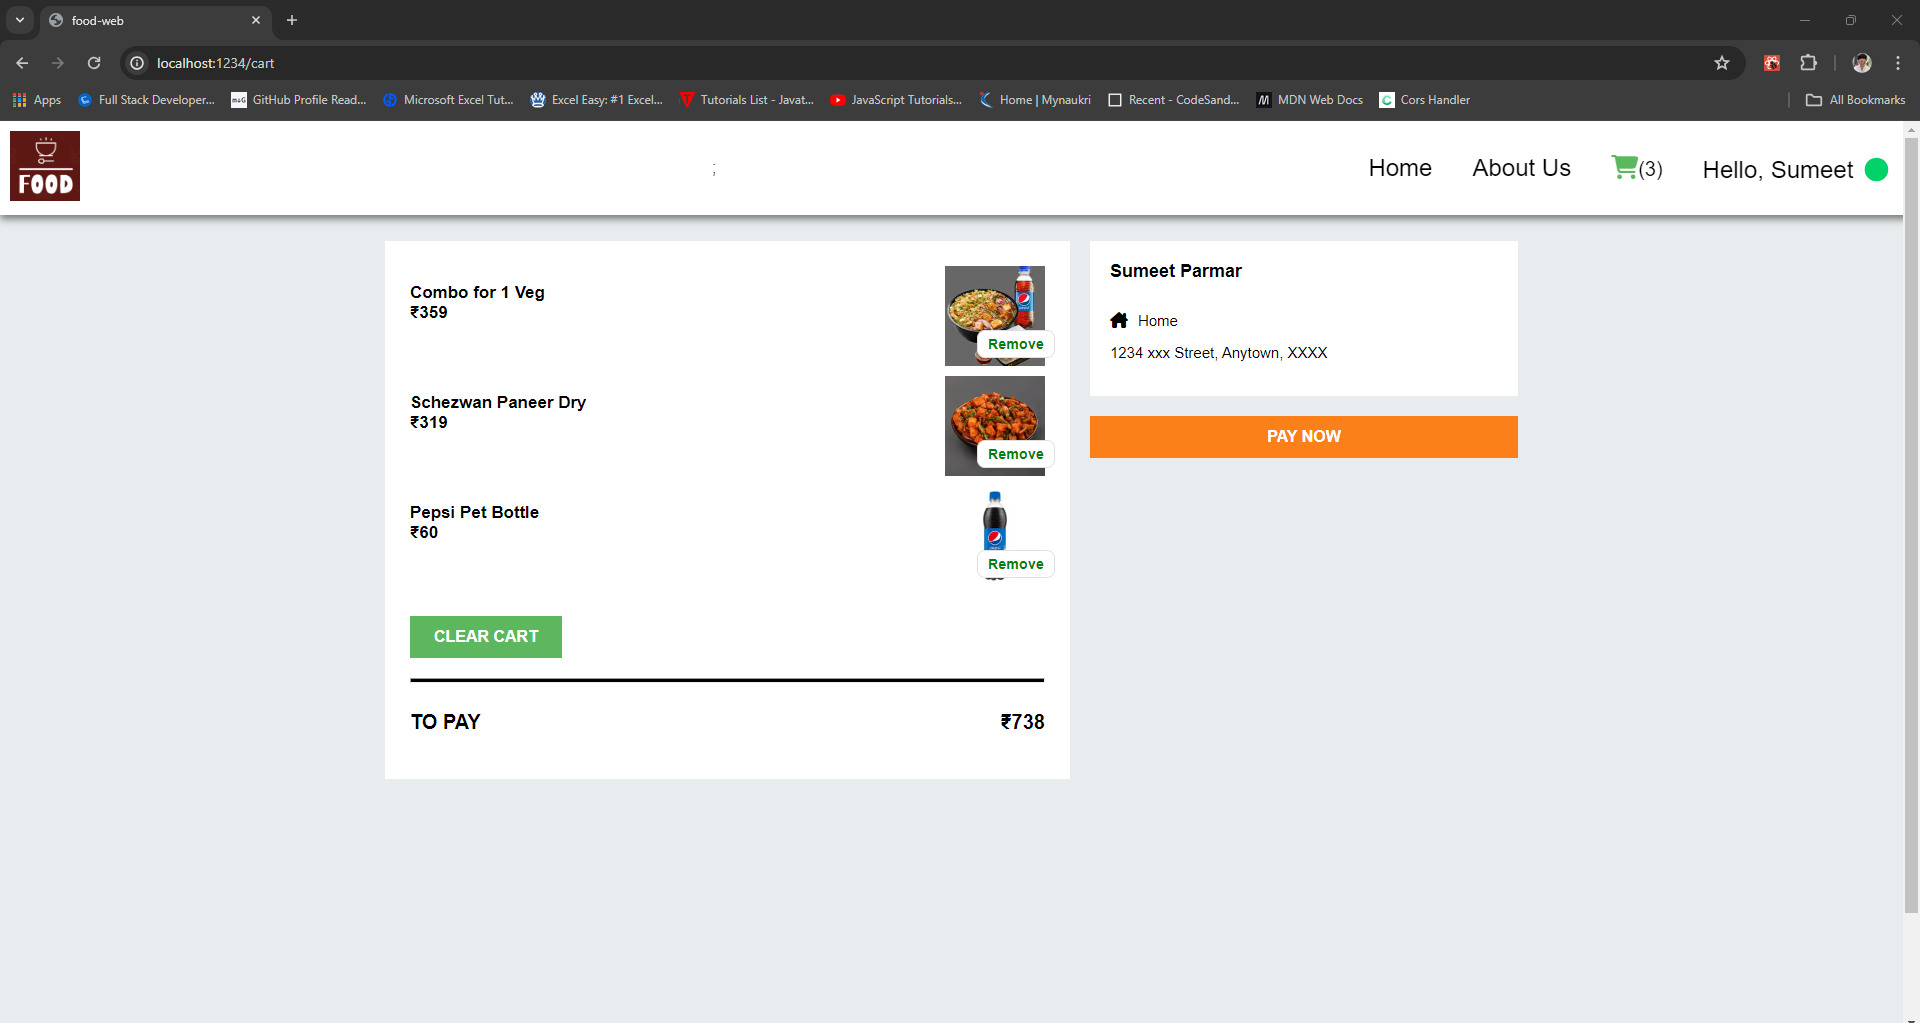 food-web
localhost:1234/cart
Apps
Full Stack Developer...
GitHub Profile Read...
Microsoft Excel Tut...
Excel Easy: #1 Excel...
Tutorials List - Javat...
JavaScript Tutorials...
Home | Mynaukri
Recent - CodeSand...
MDN Web Docs
Cors Handler
All Bookmarks
FOOD
;
Home
About Us
(3)
Hello, Sumeet
Combo for 1 Veg
₹359
Remove
Schezwan Paneer Dry
₹319
Remove
Pepsi Pet Bottle
₹60
Remove
CLEAR CART
TO PAY
₹738
Sumeet Parmar
Home
1234 xxx Street, Anytown, XXXX
PAY NOW